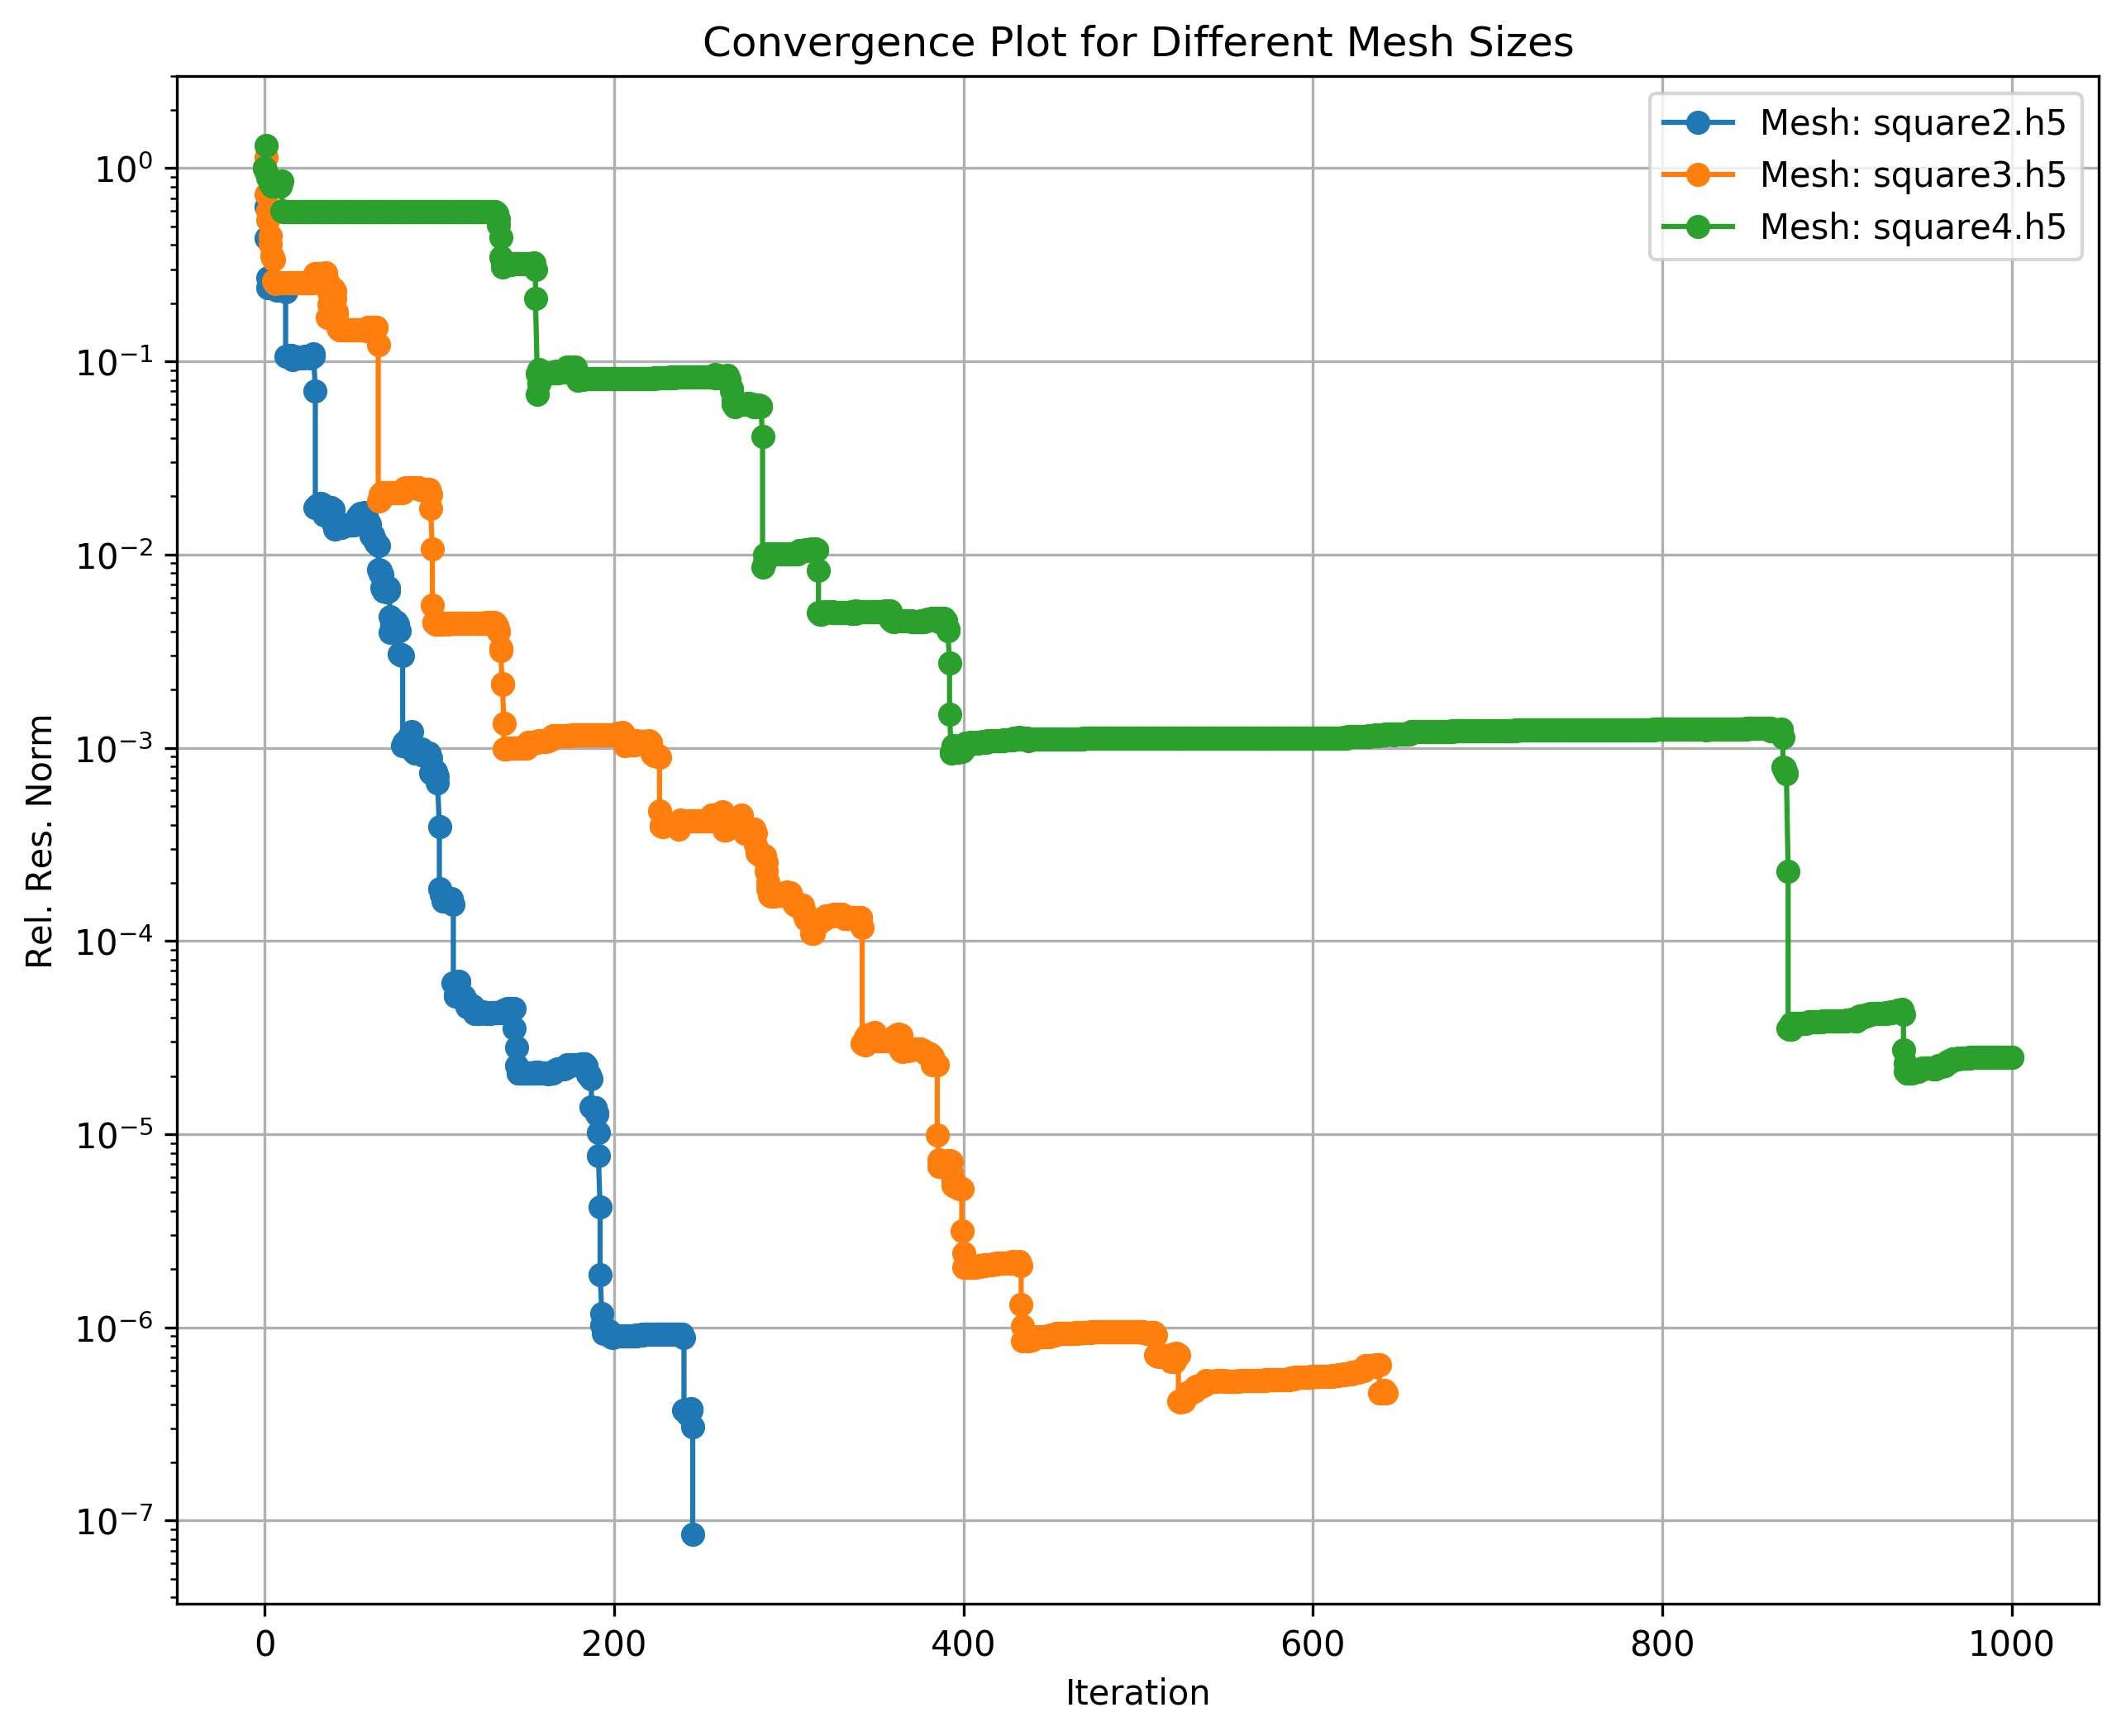 Convergence Plot for Different Mesh Sizes
Mesh: square2.h5
Mesh: square3.h5
Mesh: square4.h5
Rel. Res. Norm
10⁰
10⁻¹
10⁻²
10⁻³
10⁻⁴
10⁻⁵
10⁻⁶
10⁻⁷
0 200 400 600 800 1000
Iteration